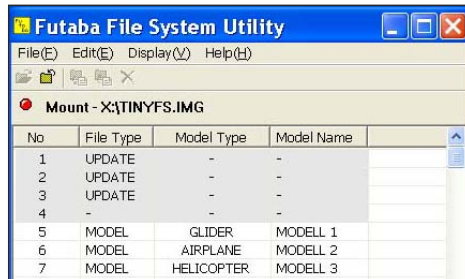 Futaba File System Utility
File(F) Edit(E) Display(V) Help(H)
Mount - X:\TINYFS.IMG
No File Type Model Type Model Name
1 UPDATE - -
2 UPDATE - -
3 UPDATE - -
4 - - -
5 MODEL GLIDER MODELL 1
6 MODEL AIRPLANE MODELL 2
7 MODEL HELICOPTER MODELL 3